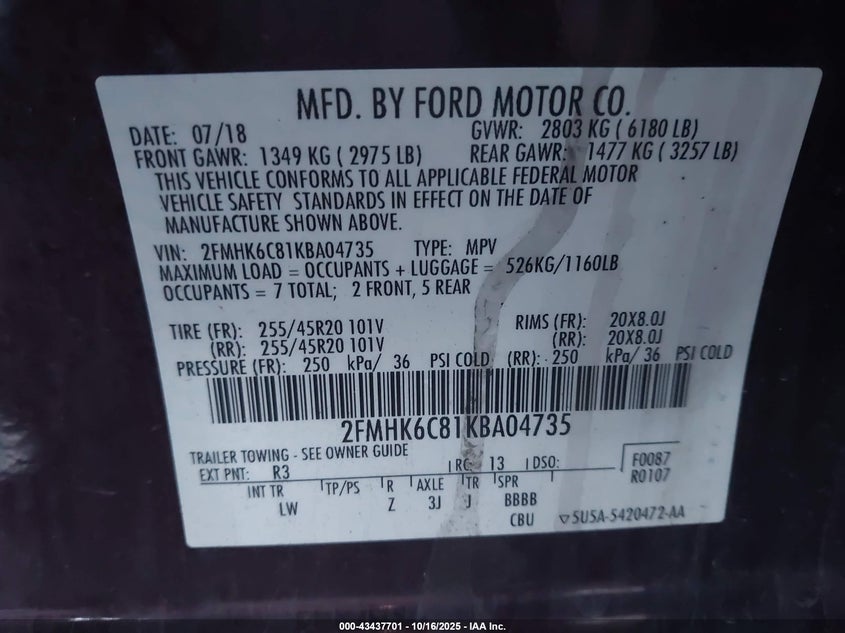 MFD. BY FORD MOTOR CO.
DATE: 07/18 GVWR: 2803 KG ( 6180 LB)
FRONT GAWR: 1349 KG ( 2975 LB) REAR GAWR: 1477 KG ( 3257 LB)
THIS VEHICLE CONFORMS TO ALL APPLICABLE FEDERAL MOTOR
VEHICLE SAFETY STANDARDS IN EFFECT ON THE DATE OF
MANUFACTURE SHOWN ABOVE.
VIN: 2FMHK6C81KBA04735 TYPE: MPV
MAXIMUM LOAD = OCCUPANTS + LUGGAGE = 526KG/1160LB
OCCUPANTS = 7 TOTAL; 2 FRONT, 5 REAR
TIRE (FR): 255/45R20 101V RIMS (FR): 20X8.0J
(RR): 255/45R20 101V (RR): 20X8.0J
PRESSURE (FR): 250 kPa/ 36 PSI COLD (RR): 250 kPa/ 36 PSI COLD
2FMHK6C81KBA04735
TRAILER TOWING - SEE OWNER GUIDE
EXT PNT: R3 RC: 13 DSO: F0087
R0107
INT TR TP/PS R AXLE TR SPR
LW Z 3J J BBBB
CBU 5U5A-5420472-AA
000-43437701 - 10/16/2025 - IAA Inc.